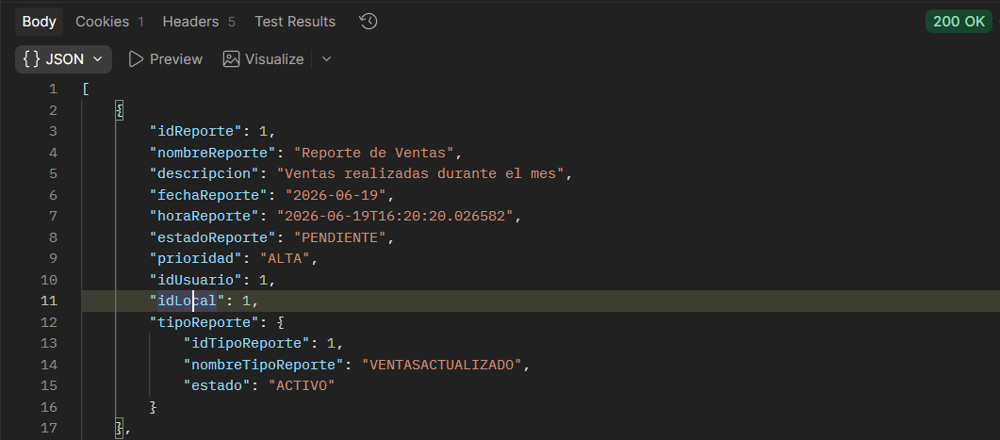 Body Cookies 1 Headers 5 Test Results 200 OK
{} JSON Preview Visualize
1 [
2 {
3 "idReporte": 1,
4 "nombreReporte": "Reporte de Ventas",
5 "descripcion": "Ventas realizadas durante el mes",
6 "fechaReporte": "2026-06-19",
7 "horaReporte": "2026-06-19T16:20:20.026582",
8 "estadoReporte": "PENDIENTE",
9 "prioridad": "ALTA",
10 "idUsuario": 1,
11 "idLocal": 1,
12 "tipoReporte": {
13 "idTipoReporte": 1,
14 "nombreTipoReporte": "VENTASACTUALIZADO",
15 "estado": "ACTIVO"
16 }
17 },